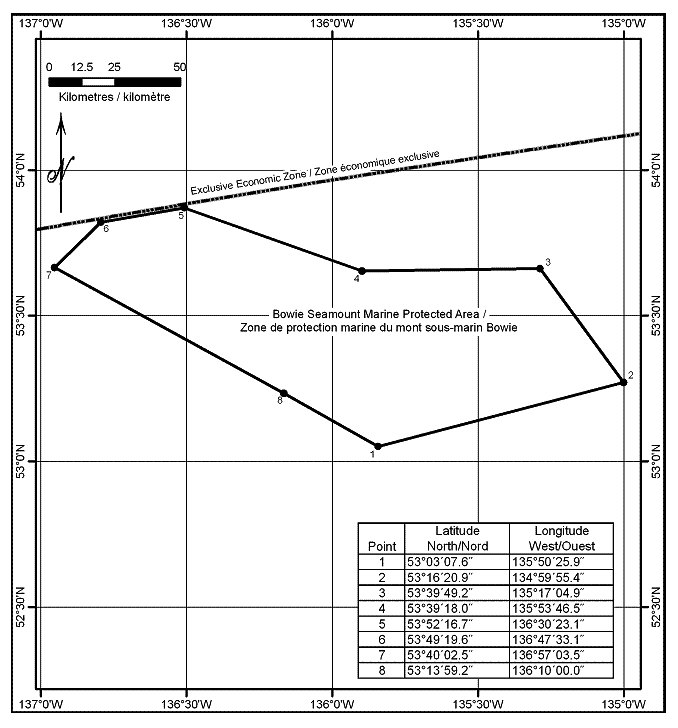 137°0'W 136°30'W 136°0'W 135°30'W 135°0'W
0 12.5 25 50
Kilometres / kilomètre
N
54°0'N 54°0'N
Exclusive Economic Zone / Zone économique exclusive
5
6
3
7
4
53°30'N 53°30'N
Bowie Seamount Marine Protected Area /
Zone de protection marine du mont sous-marin Bowie
2
8
1
53°0'N 53°0'N
Latitude Longitude
Point North/Nord West/Ouest
1 53°03´07.6˝ 135°50´25.9˝
2 53°16´20.9˝ 134°59´55.4˝
3 53°39´49.2˝ 135°17´04.9˝
4 53°39´18.0˝ 135°53´46.5˝
5 53°52´16.7˝ 136°30´23.1˝
6 53°49´19.6˝ 136°47´33.1˝
7 53°40´02.5˝ 136°57´03.5˝
8 53°13´59.2˝ 136°10´00.0˝
52°30'N 52°30'N
137°0'W 136°30'W 136°0'W 135°30'W 135°0'W